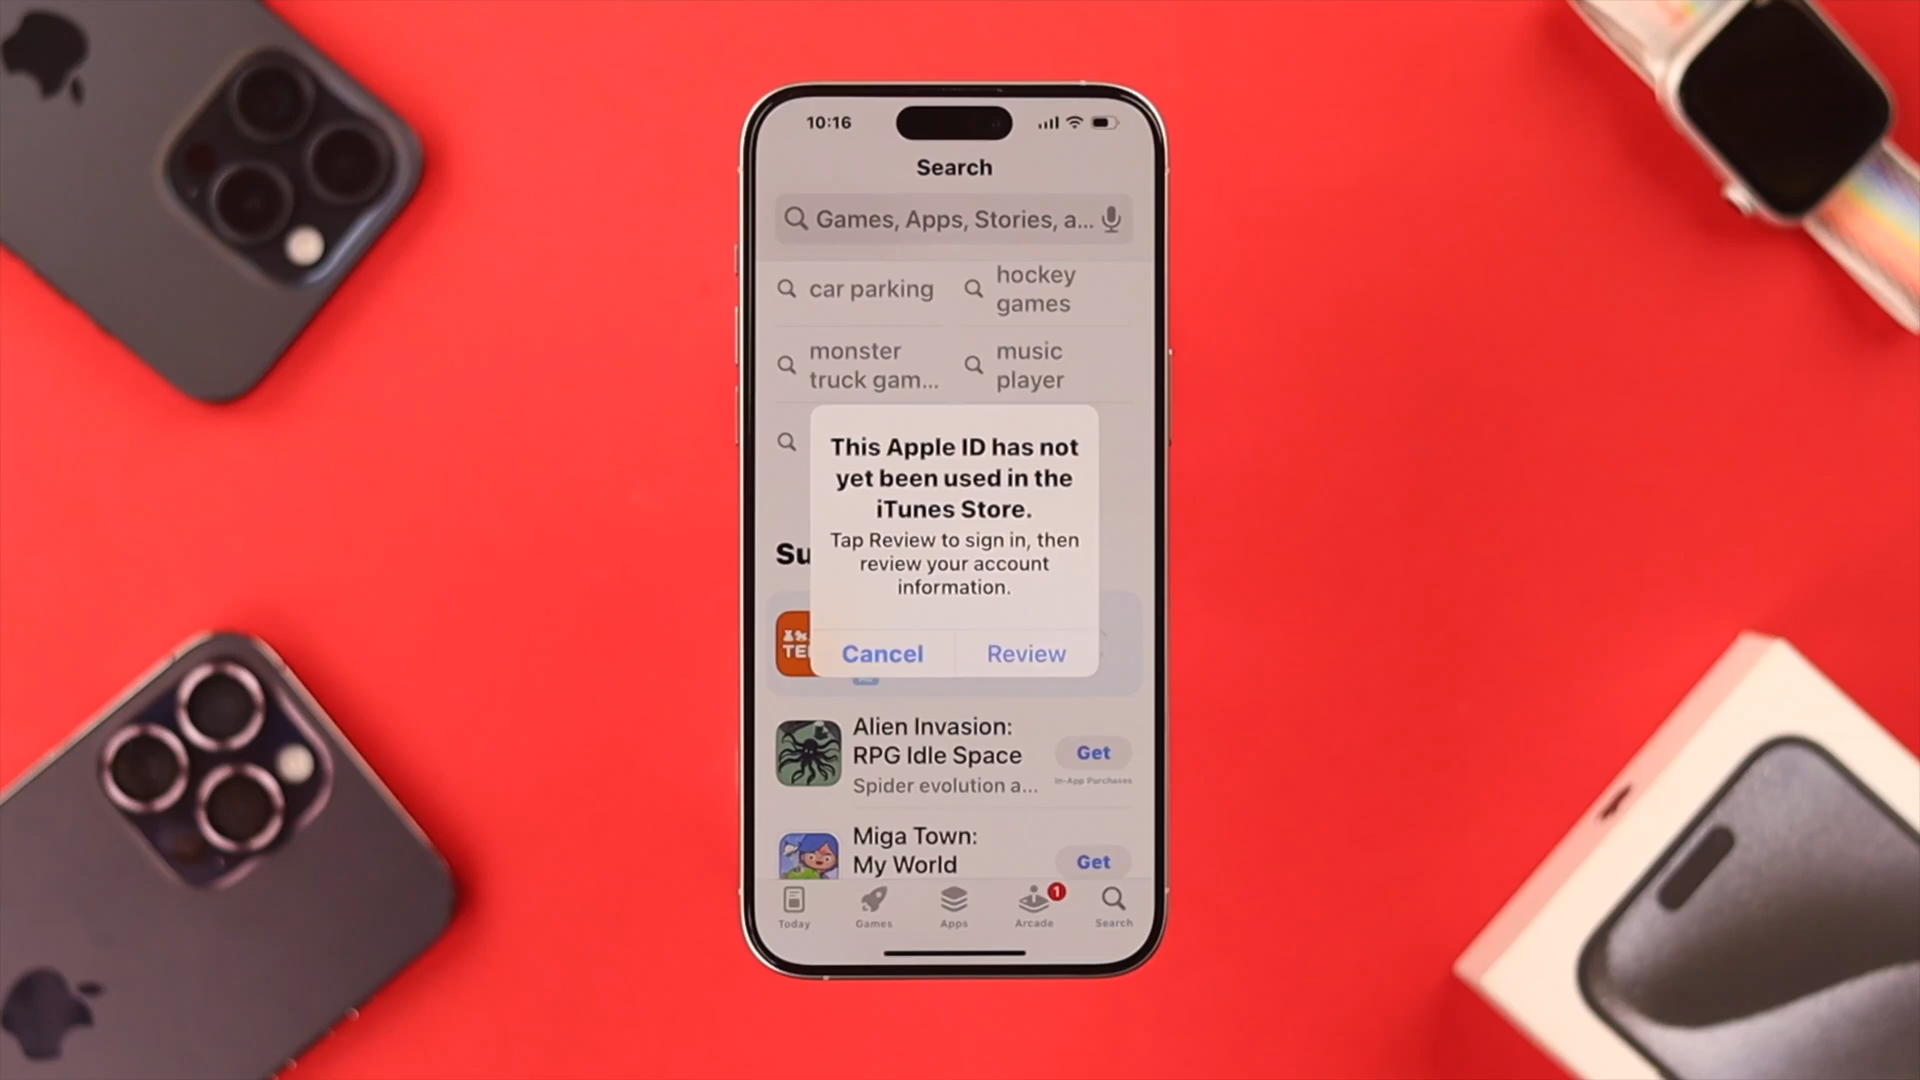 10:16
Search
Games, Apps, Stories, a...
car parking
hockey
games
monster
truck gam...
music
player
This Apple ID has not
yet been used in the
iTunes Store.
Tap Review to sign in, then
review your account
information.
Cancel
Review
Su
TE
Alien Invasion:
RPG Idle Space
Spider evolution a...
Get
In-App Purchases
Miga Town:
My World
Get
1
Today
Games
Apps
Arcade
Search